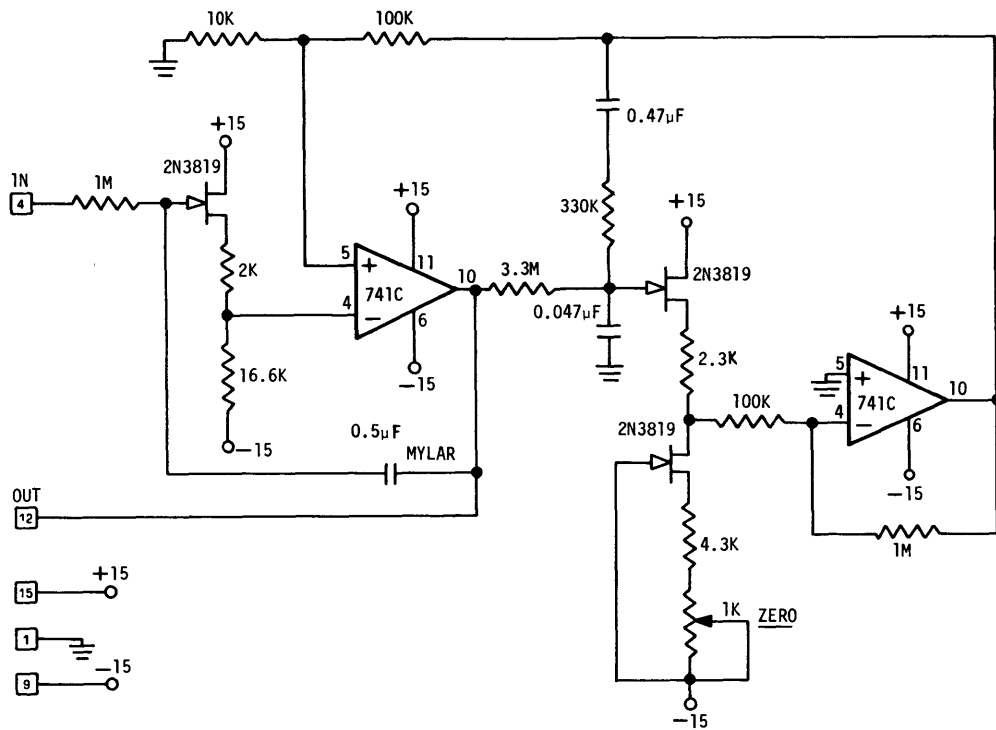 10K
100K
0.47µF
+15
2N3819
IN
4
1M
330K
+15
+15
2N3819
2K
5
+
11
741C
10
4
−
6
3.3M
0.047µF
−15
16.6K
−15
2.3K
+15
5
+
11
741C
10
4
−
6
100K
−15
0.5µF
MYLAR
2N3819
OUT
12
4.3K
1M
15
+15
1K
ZERO
1
9
−15
−15